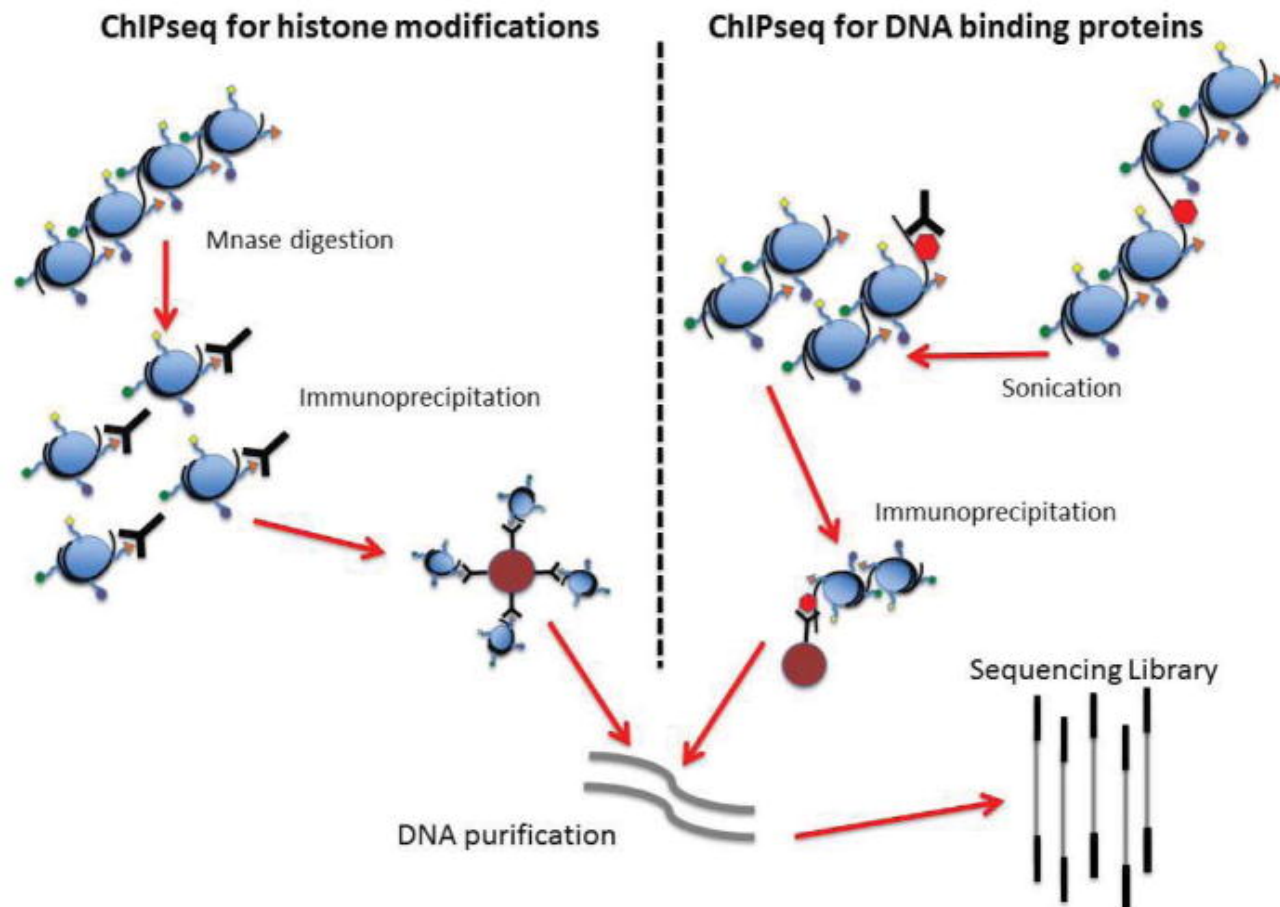 ChIPseq for histone modifications
ChIPseq for DNA binding proteins
Mnase digestion
Immunoprecipitation
Sonication
Immunoprecipitation
Sequencing Library
DNA purification